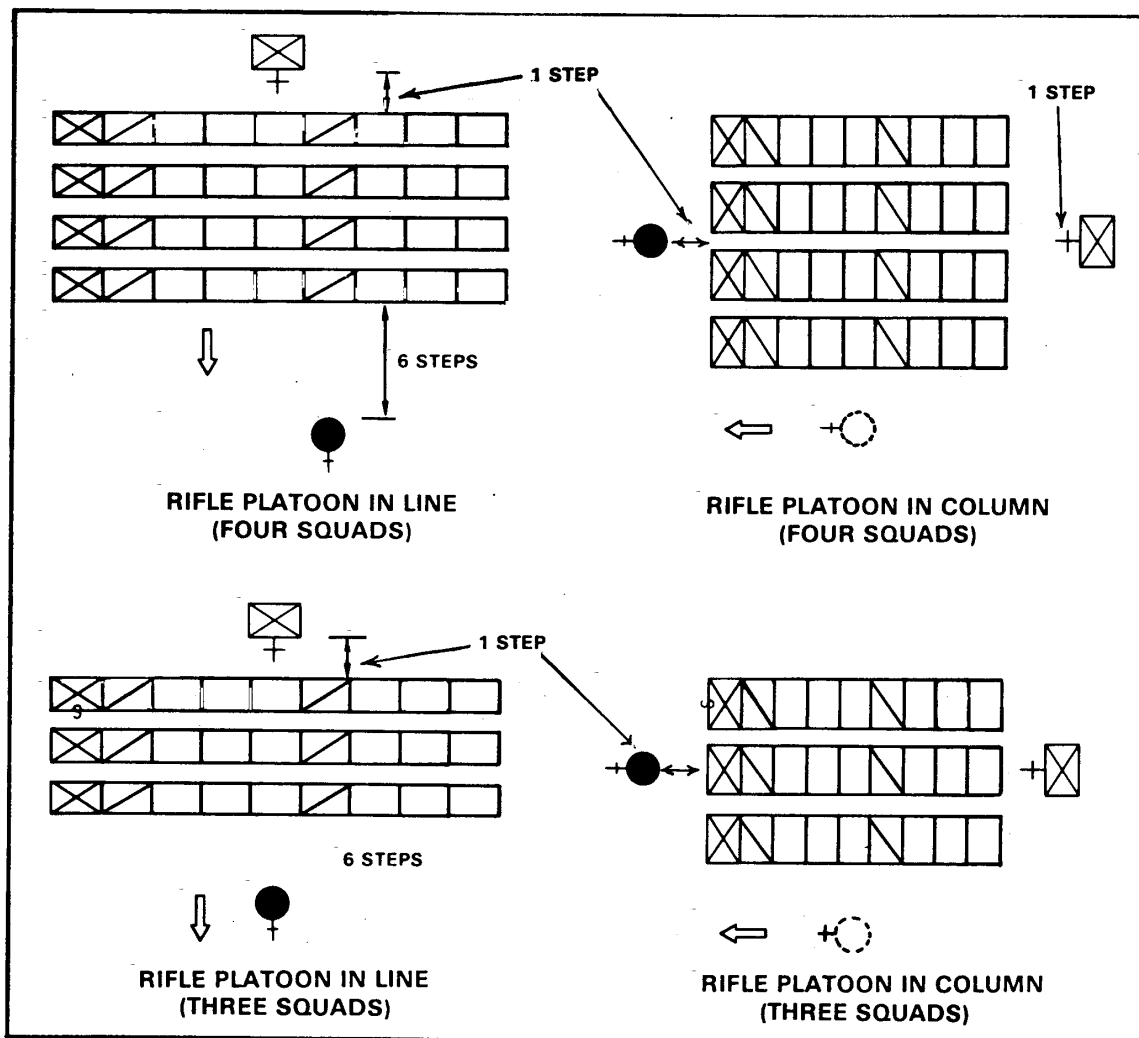 1 STEP
1 STEP
6 STEPS
RIFLE PLATOON IN LINE
(FOUR SQUADS)
RIFLE PLATOON IN COLUMN
(FOUR SQUADS)
1 STEP
6 STEPS
RIFLE PLATOON IN LINE
(THREE SQUADS)
RIFLE PLATOON IN COLUMN
(THREE SQUADS)